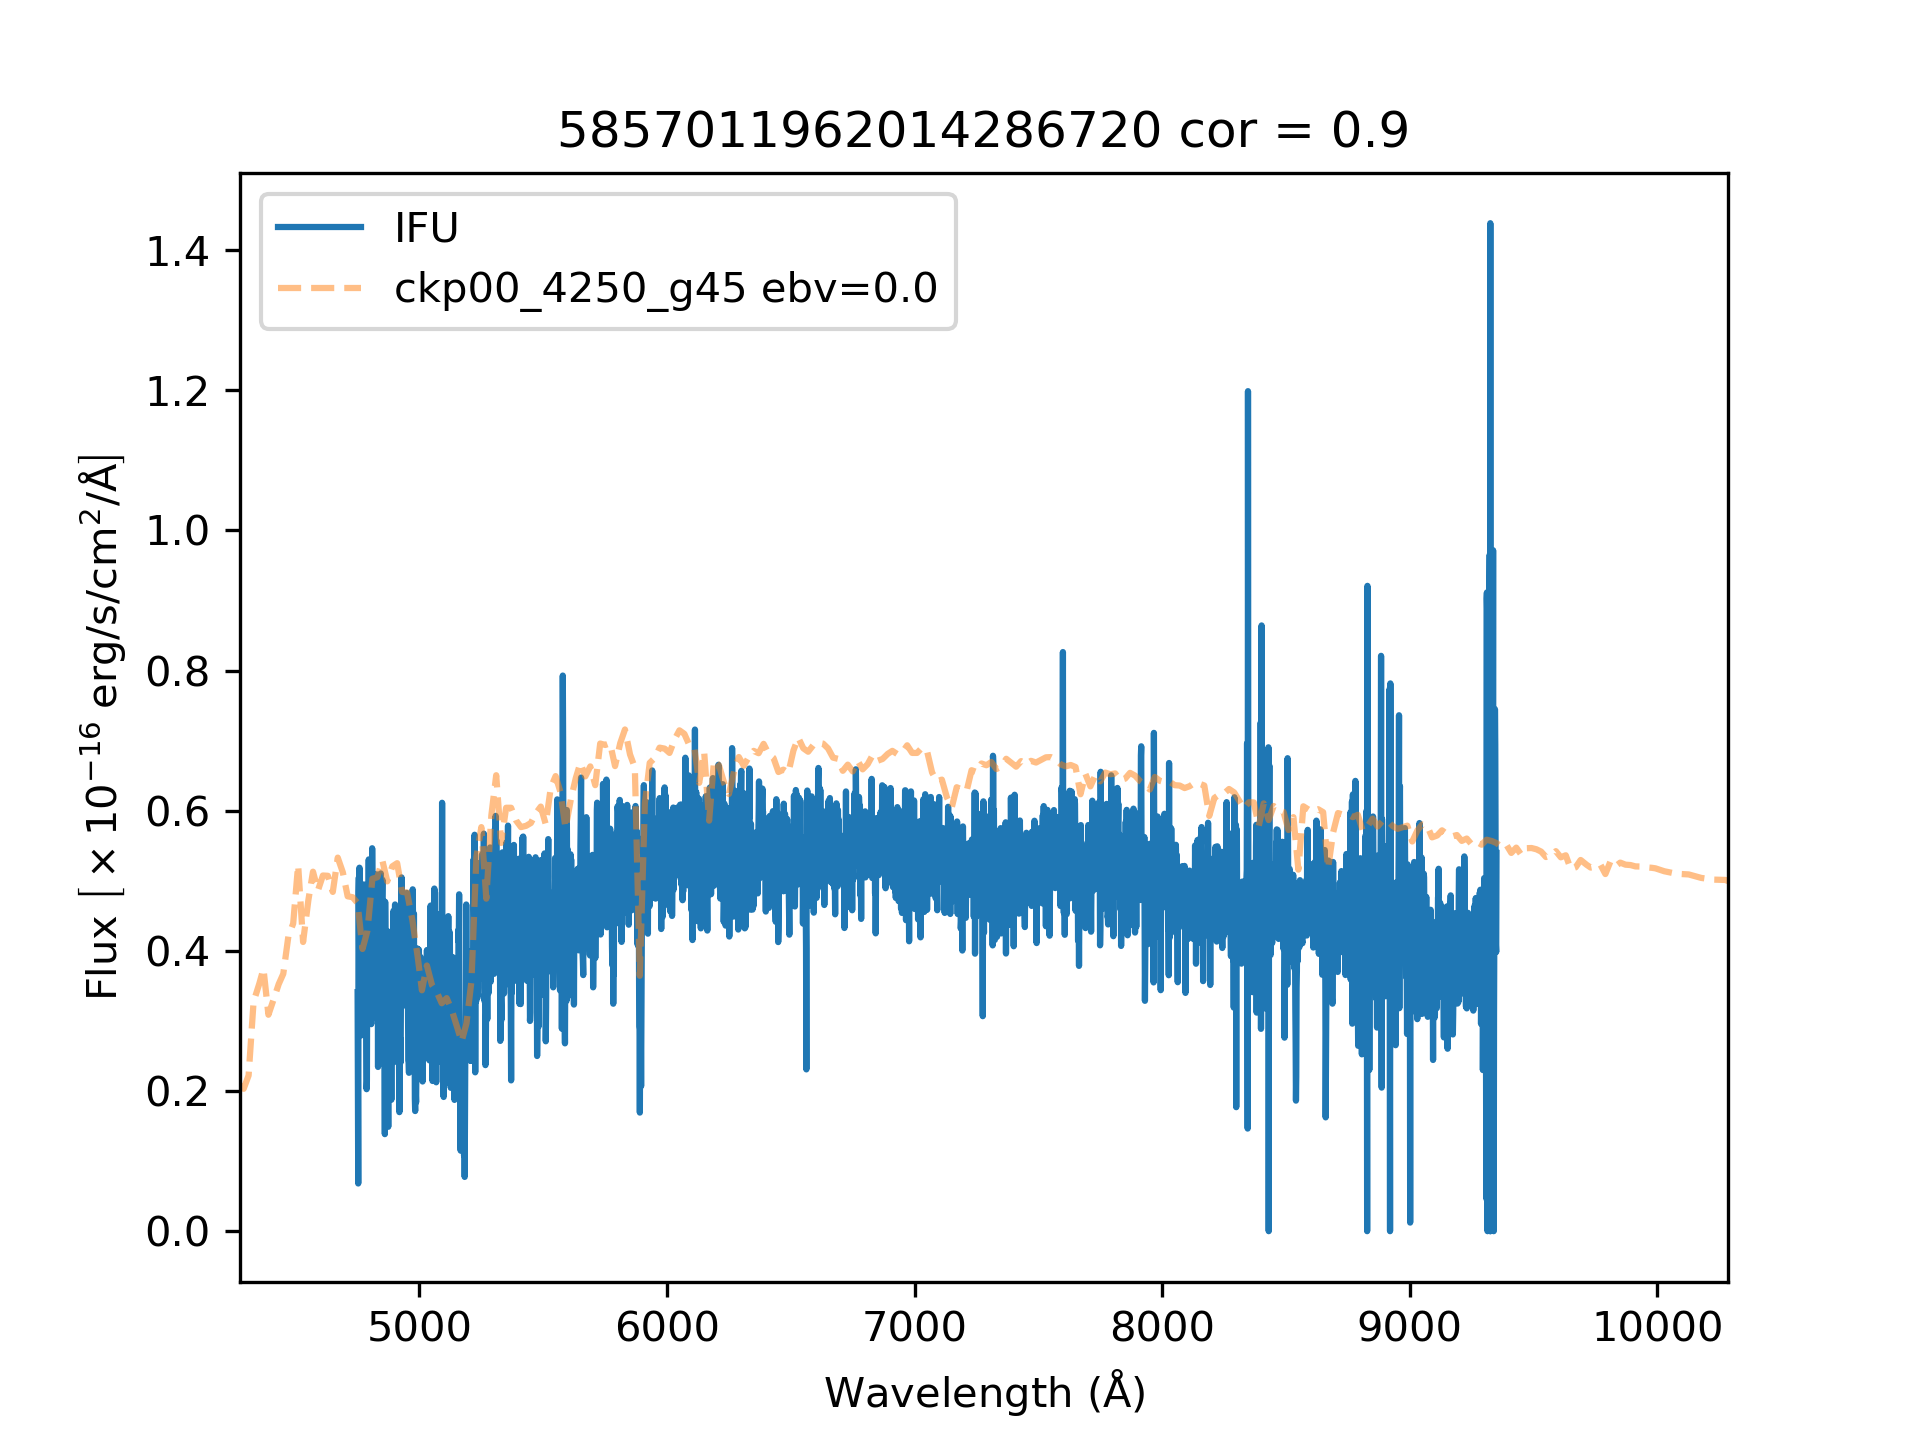 5857011962014286720 cor = 0.9
IFU
ckp00_4250_g45 ebv=0.0
1.4
1.2
1.0
0.8
0.6
0.4
0.2
0.0
Flux [ × 10⁻¹⁶ erg/s/cm²/Å]
5000 6000 7000 8000 9000 10000
Wavelength (Å)